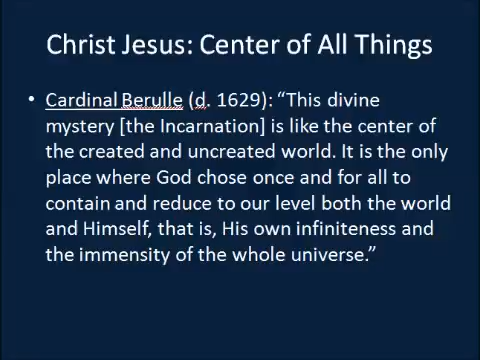 Christ Jesus: Center of All Things
• Cardinal Berulle (d. 1629): “This divine
mystery [the Incarnation] is like the center of
the created and uncreated world. It is the only
place where God chose once and for all to
contain and reduce to our level both the world
and Himself, that is, His own infiniteness and
the immensity of the whole universe.”